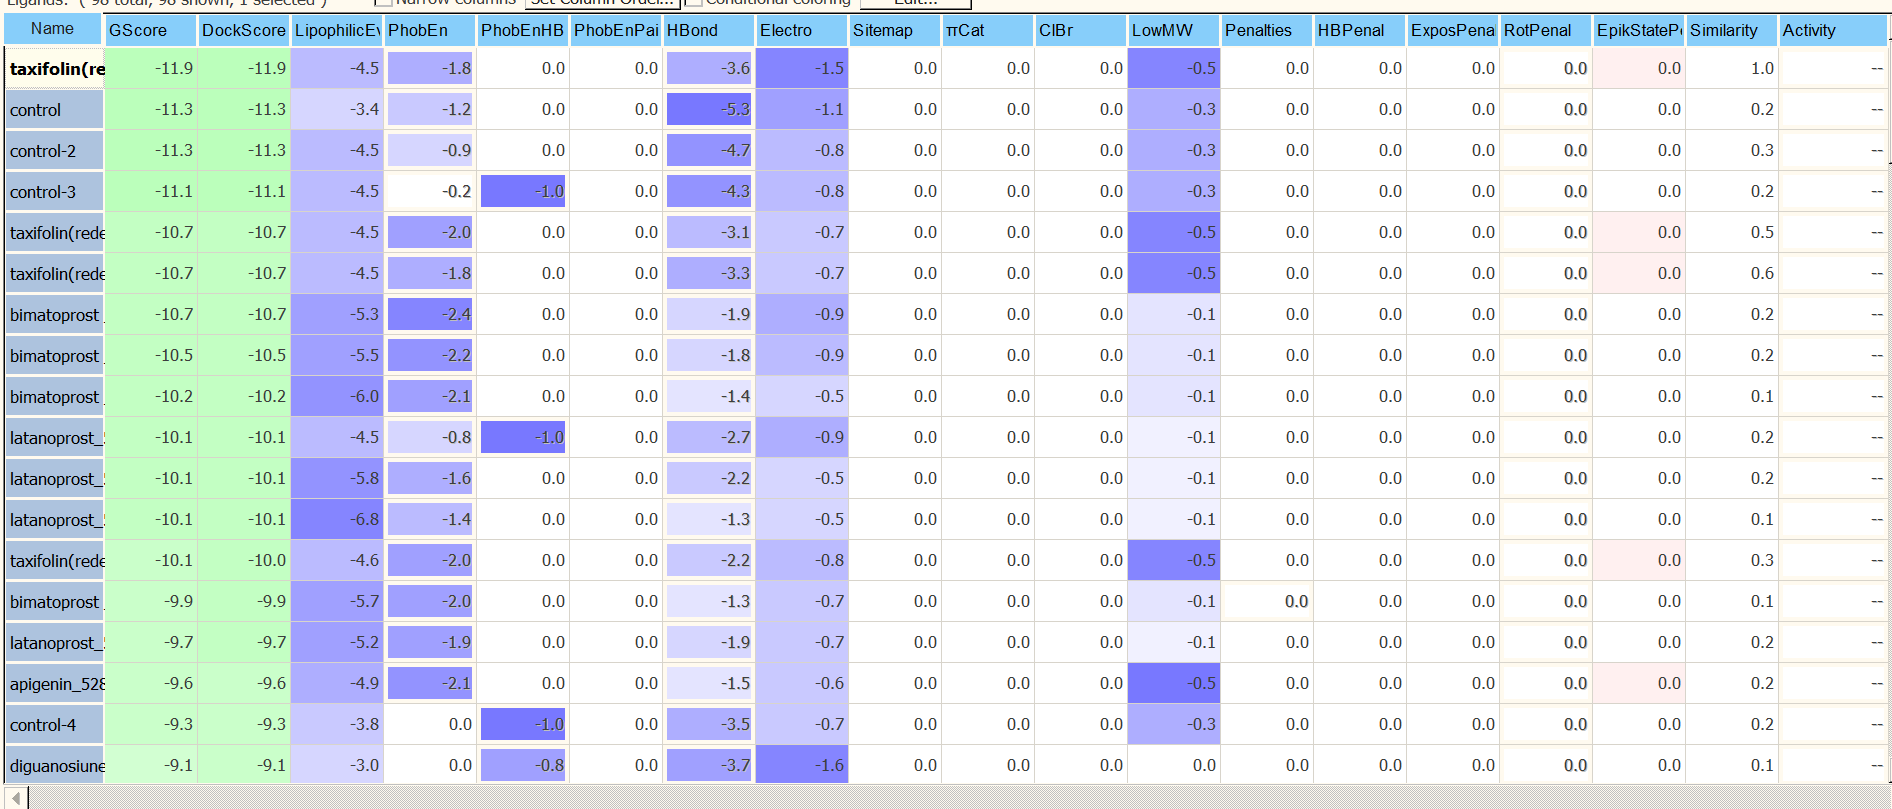 Ligands: ( 98 total, 98 shown, 1 selected ) Narrow columns Set Column Order... Conditional coloring Edit...
Name GScore DockScore LipophilicEv PhobEn PhobEnHB PhobEnPai HBond Electro Sitemap πCat ClBr LowMW Penalties HBPenal ExposPenal RotPenal EpikStatePe Similarity Activity
taxifolin(re -11.9 -11.9 -4.5 -1.8 0.0 0.0 -3.6 -1.5 0.0 0.0 0.0 -0.5 0.0 0.0 0.0 0.0 0.0 1.0 --
control -11.3 -11.3 -3.4 -1.2 0.0 0.0 -5.3 -1.1 0.0 0.0 0.0 -0.3 0.0 0.0 0.0 0.0 0.0 0.2 --
control-2 -11.3 -11.3 -4.5 -0.9 0.0 0.0 -4.7 -0.8 0.0 0.0 0.0 -0.3 0.0 0.0 0.0 0.0 0.0 0.3 --
control-3 -11.1 -11.1 -4.5 -0.2 -1.0 0.0 -4.3 -0.8 0.0 0.0 0.0 -0.3 0.0 0.0 0.0 0.0 0.0 0.2 --
taxifolin(rede -10.7 -10.7 -4.5 -2.0 0.0 0.0 -3.1 -0.7 0.0 0.0 0.0 -0.5 0.0 0.0 0.0 0.0 0.0 0.5 --
taxifolin(rede -10.7 -10.7 -4.5 -1.8 0.0 0.0 -3.3 -0.7 0.0 0.0 0.0 -0.5 0.0 0.0 0.0 0.0 0.0 0.6 --
bimatoprost_ -10.7 -10.7 -5.3 -2.4 0.0 0.0 -1.9 -0.9 0.0 0.0 0.0 -0.1 0.0 0.0 0.0 0.0 0.0 0.2 --
bimatoprost_ -10.5 -10.5 -5.5 -2.2 0.0 0.0 -1.8 -0.9 0.0 0.0 0.0 -0.1 0.0 0.0 0.0 0.0 0.0 0.2 --
bimatoprost_ -10.2 -10.2 -6.0 -2.1 0.0 0.0 -1.4 -0.5 0.0 0.0 0.0 -0.1 0.0 0.0 0.0 0.0 0.0 0.1 --
latanoprost_5 -10.1 -10.1 -4.5 -0.8 -1.0 0.0 -2.7 -0.9 0.0 0.0 0.0 -0.1 0.0 0.0 0.0 0.0 0.0 0.2 --
latanoprost_5 -10.1 -10.1 -5.8 -1.6 0.0 0.0 -2.2 -0.5 0.0 0.0 0.0 -0.1 0.0 0.0 0.0 0.0 0.0 0.2 --
latanoprost_5 -10.1 -10.1 -6.8 -1.4 0.0 0.0 -1.3 -0.5 0.0 0.0 0.0 -0.1 0.0 0.0 0.0 0.0 0.0 0.1 --
taxifolin(rede -10.1 -10.0 -4.6 -2.0 0.0 0.0 -2.2 -0.8 0.0 0.0 0.0 -0.5 0.0 0.0 0.0 0.0 0.0 0.3 --
bimatoprost_ -9.9 -9.9 -5.7 -2.0 0.0 0.0 -1.3 -0.7 0.0 0.0 0.0 -0.1 0.0 0.0 0.0 0.0 0.0 0.1 --
latanoprost_5 -9.7 -9.7 -5.2 -1.9 0.0 0.0 -1.9 -0.7 0.0 0.0 0.0 -0.1 0.0 0.0 0.0 0.0 0.0 0.2 --
apigenin_528 -9.6 -9.6 -4.9 -2.1 0.0 0.0 -1.5 -0.6 0.0 0.0 0.0 -0.5 0.0 0.0 0.0 0.0 0.0 0.2 --
control-4 -9.3 -9.3 -3.8 0.0 -1.0 0.0 -3.5 -0.7 0.0 0.0 0.0 -0.3 0.0 0.0 0.0 0.0 0.0 0.2 --
diguanosiune -9.1 -9.1 -3.0 0.0 -0.8 0.0 -3.7 -1.6 0.0 0.0 0.0 0.0 0.0 0.0 0.0 0.0 0.0 0.1 --